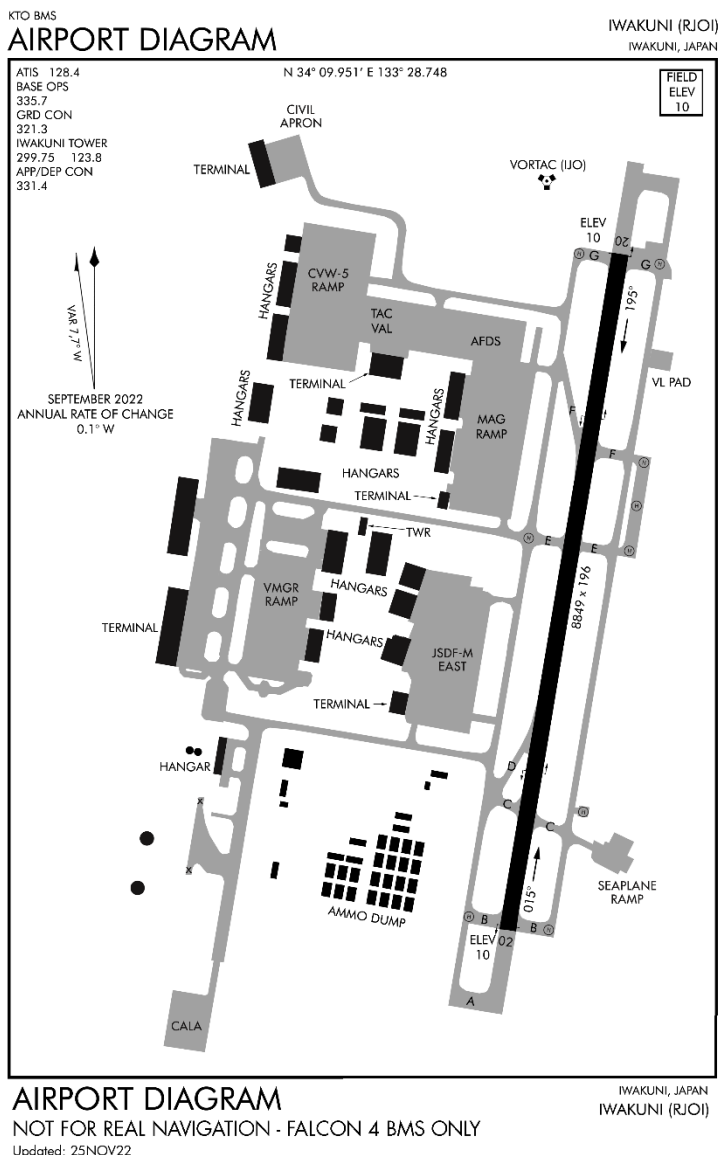 KTO BMS
AIRPORT DIAGRAM
IWAKUNI (RJOI)
IWAKUNI, JAPAN
ATIS 128.4
BASE OPS
335.7
GRD CON
321.3
IWAKUNI TOWER
299.75 123.8
APP/DEP CON
331.4
N 34° 09.951' E 133° 28.748
FIELD
ELEV
10
CIVIL
APRON
TERMINAL
VORTAC (IJO)
ELEV
10
20
G
G
H
H
195°
VAR 7,7° W
SEPTEMBER 2022
ANNUAL RATE OF CHANGE
0.1° W
HANGARS
CVW-5
RAMP
TAC
VAL
AFDS
TERMINAL
VL PAD
HANGARS
HANGARS
MAG
RAMP
F
F
H
HANGARS
TERMINAL
H
TWR
H
E
E
H
HANGARS
VMGR
RAMP
8849 x 196
TERMINAL
HANGARS
JSDF-M
EAST
TERMINAL
HANGAR
D
x
C
C
H
x
SEAPLANE
RAMP
015°
AMMO DUMP
H
B
B
H
ELEV
10
02
A
CALA
AIRPORT DIAGRAM
IWAKUNI, JAPAN
IWAKUNI (RJOI)
NOT FOR REAL NAVIGATION - FALCON 4 BMS ONLY
Updated: 25NOV22